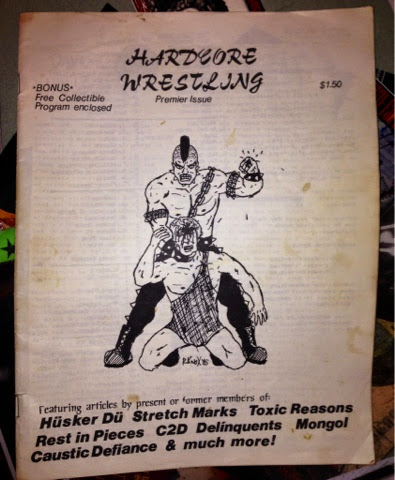 HARDCORE
WRESTLING
Premier Issue
*BONUS*
Free Collectible
Program enclosed
$1.50
Featuring articles by present or former members of:
Hüsker Dü Stretch Marks Toxic Reasons
Rest in Pieces C2D Delinquents Mongol
Caustic Defiance & much more!